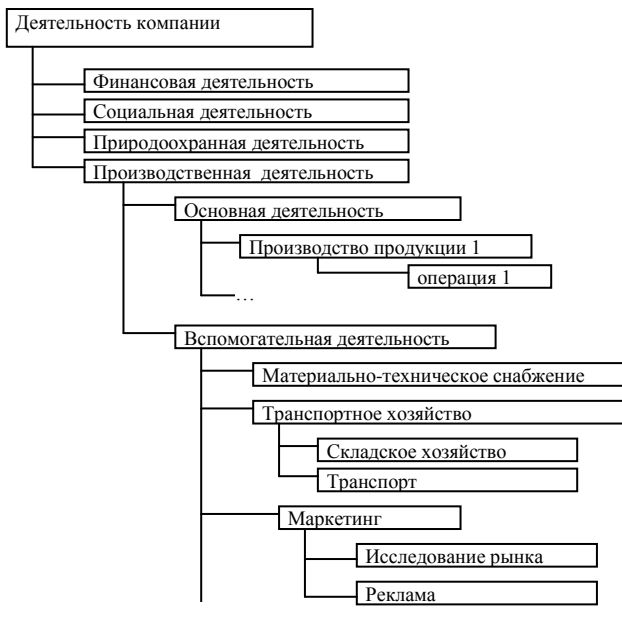 Деятельность компании
Финансовая деятельность
Социальная деятельность
Природоохранная деятельность
Производственная деятельность
Основная деятельность
Производство продукции 1
операция 1
…
Вспомогательная деятельность
Материально-техническое снабжение
Транспортное хозяйство
Складское хозяйство
Транспорт
Маркетинг
Исследование рынка
Реклама